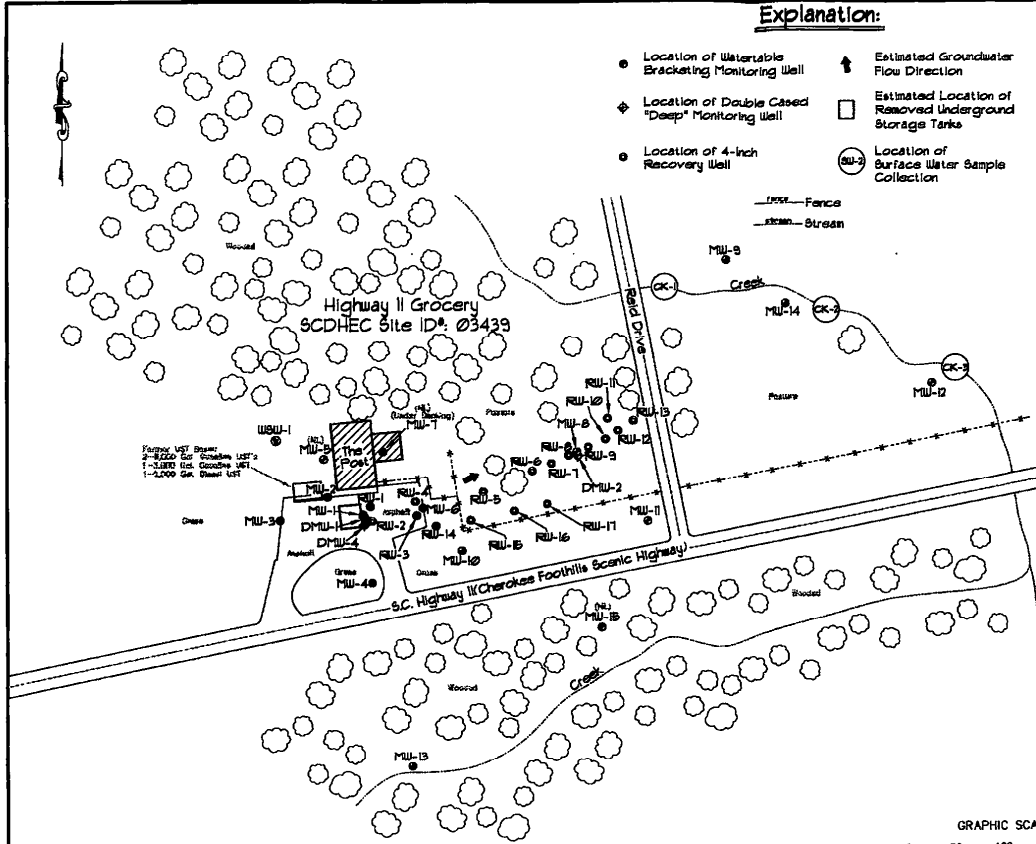 Explanation:
Location of Watertable
Bracketing Monitoring Well
Estimated Groundwater
Flow Direction
Location of Double Cased
"Deep" Monitoring Well
Estimated Location of
Removed Underground
Storage Tanks
Location of 4-inch
Recovery Well
SW-2
Location of
Surface Water Sample
Collection
fence Fence
stream Stream
Wooded
MW-9
CK-1
Creek
MW-14
CK-2
Highway 11 Grocery
SCDHEC Site ID#: 03439
Reid Drive
CK-3
MW-12
RW-11
RW-10
RW-13
Pasture
Pasture
(NL)
MW-7
MW-8
WSW-1
(NL)
MW-5
The
Post
RW-12
RW-8
RW-9
RW-6
RW-7
DMW-2
Former UST Basin:
MW-2
RW-1
RW-4
RW-5
MW-1
Asphalt
MW-6
Grass
MW-3
DMW-1
RW-2
RW-17
MW-11
DMW-4
RW-14
RW-16
RW-15
RW-3
Asphalt
MW-10
Grass
Grass
MW-4
S.C. Highway 11 (Cherokee Foothills Scenic Highway)
Wooded
(NL)
MW-15
Creek
Wooded
MW-13
GRAPHIC SCA